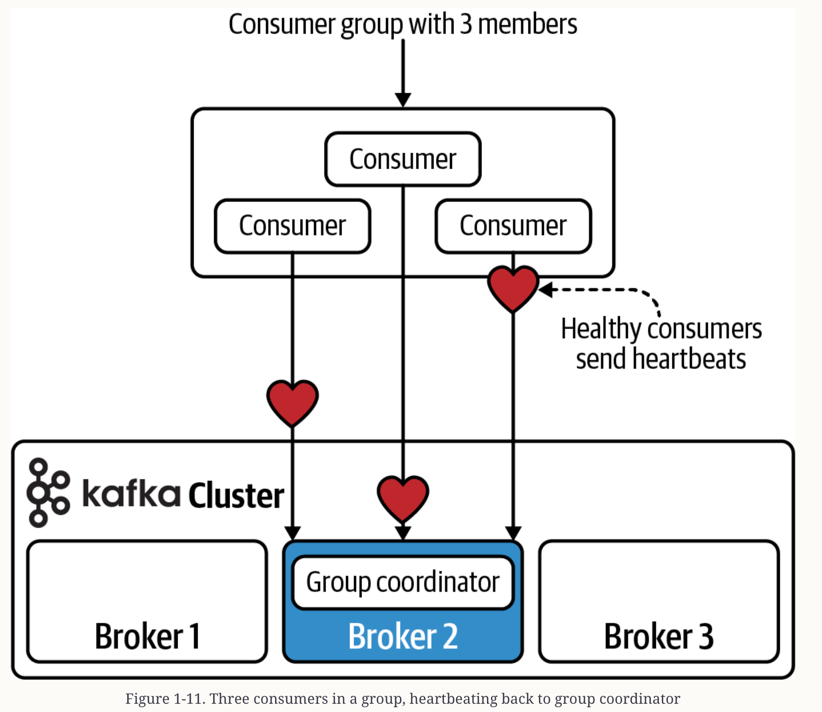 Consumer group with 3 members
Consumer
Consumer
Consumer
Healthy consumers
send heartbeats
kafka Cluster
Group coordinator
Broker 1
Broker 2
Broker 3
Figure 1-11. Three consumers in a group, heartbeating back to group coordinator